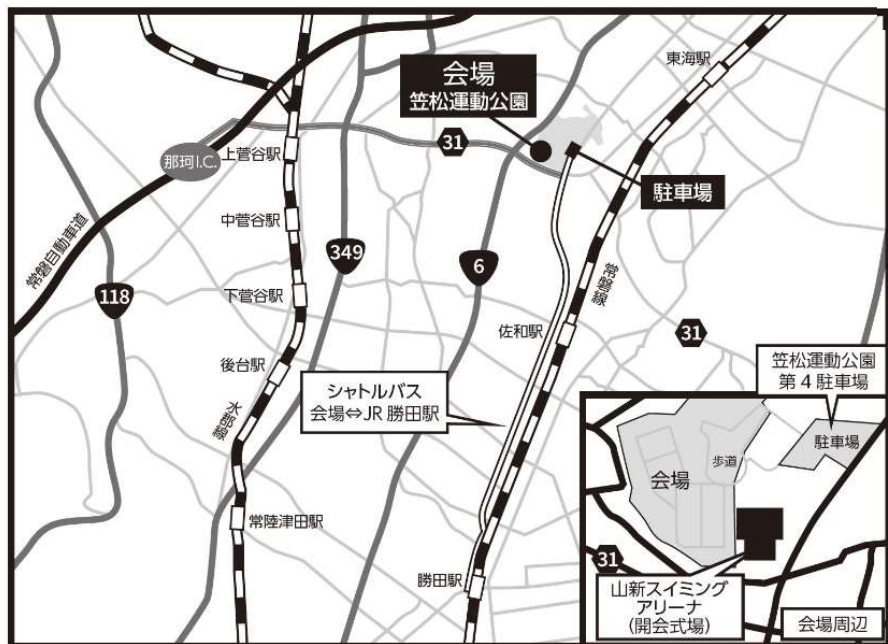 東海駅
会場
笠松運動公園
31
那珂I.C.
上菅谷駅
駐車場
中菅谷駅
常磐自動車道
349
6
常磐線
118
下菅谷駅
佐和駅
31
後台駅
シャトルバス
会場⇔JR 勝田駅
水郡線
常陸津田駅
勝田駅
笠松運動公園
第4駐車場
駐車場
歩道
会場
31
山新スイミング
アリーナ
(開会式場)
会場周辺